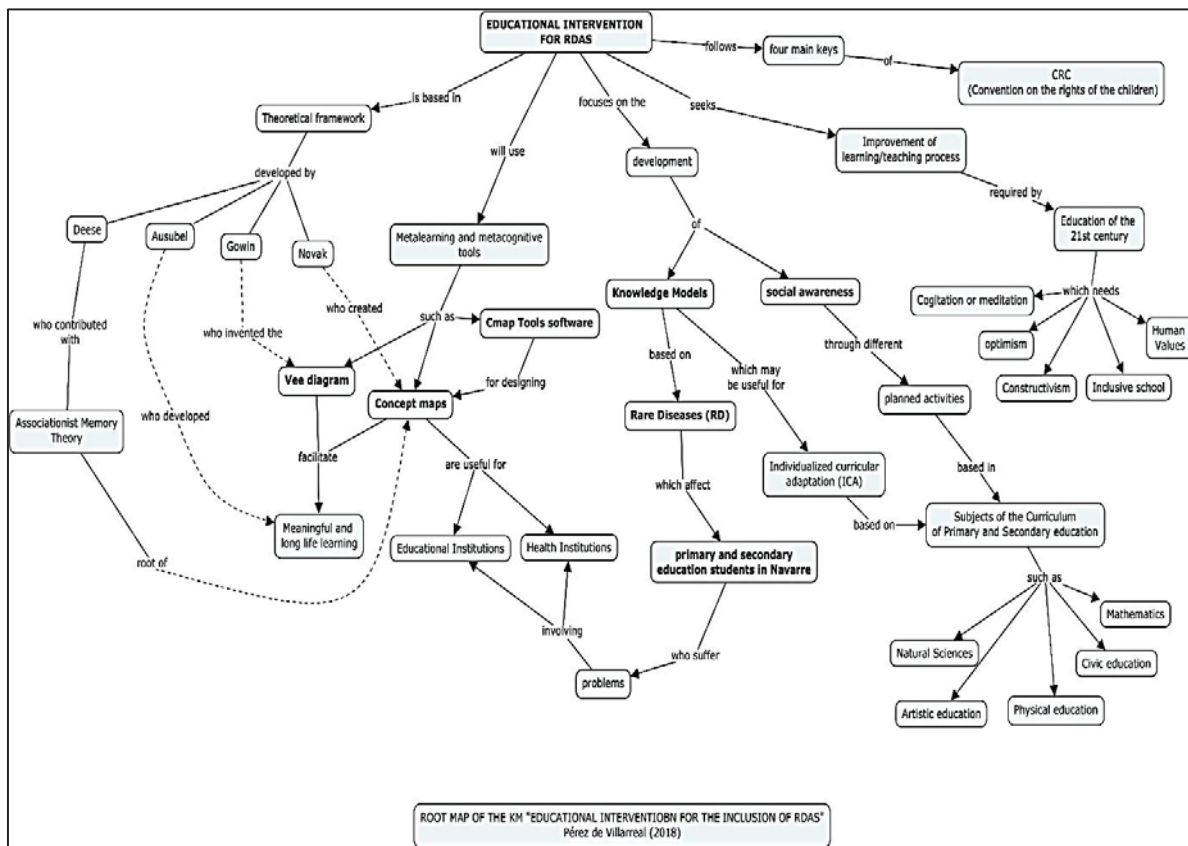 EDUCATIONAL INTERVENTION
FOR RDAS
follows
four main keys
of
CRC
(Convention on the rights of the children)
is based in
focuses on the
seeks
Theoretical framework
will use
development
Improvement of
learning/teaching process
developed by
required by
Deese
Ausubel
Gowin
Novak
Metalearning and metacognitive
tools
of
Education of the
21st century
Knowledge Models
social awareness
which needs
Cogitation or meditation
Human
Values
optimism
Constructivism
Inclusive school
who contributed
with
who invented the
who created
such as
Cmap Tools software
based on
through different
which may
be useful for
Vee diagram
for designing
Concept maps
planned activities
Associonist Memory
Theory
who developed
Rare Diseases (RD)
facilitate
are useful for
which affect
Individualized curricular
adaptation (ICA)
based in
based on
Subjects of the Curriculum
of Primary and Secondary education
Meaningful and
long life learning
Educational Institutions
Health Institutions
primary and secondary
education students in Navarre
root of
such as
Mathematics
involving
who suffer
Natural Sciences
Civic education
problems
Artistic education
Physical education
ROOT MAP OF THE KM "EDUCATIONAL INTERVENTIOBN FOR THE INCLUSION OF RDAS"
Pérez de Villarreal (2018)